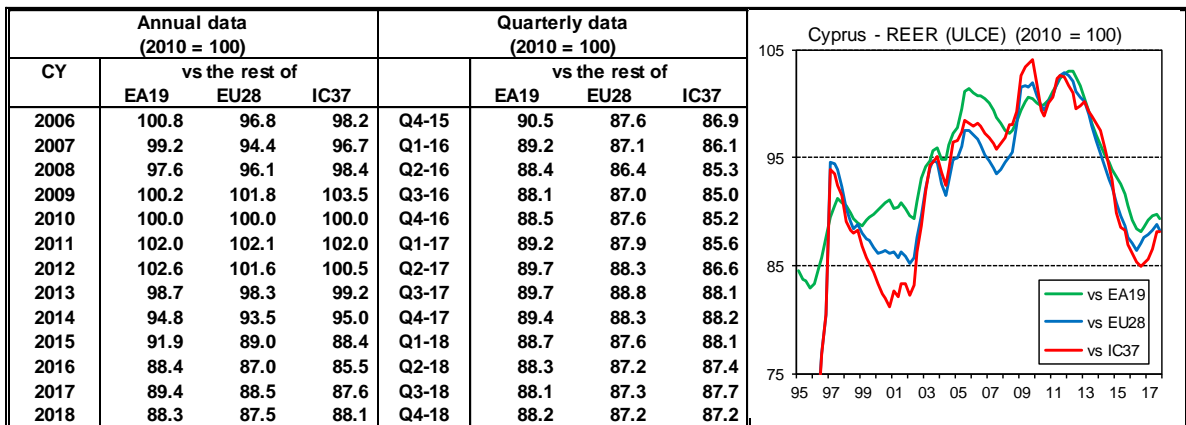 Annual data Quarterly data
(2010 = 100) (2010 = 100)
CY vs the rest of vs the rest of
EA19 EU28 IC37 EA19 EU28 IC37
2006 100.8 96.8 98.2 Q4-15 90.5 87.6 86.9
2007 99.2 94.4 96.7 Q1-16 89.2 87.1 86.1
2008 97.6 96.1 98.4 Q2-16 88.4 86.4 85.3
2009 100.2 101.8 103.5 Q3-16 88.1 87.0 85.0
2010 100.0 100.0 100.0 Q4-16 88.5 87.6 85.2
2011 102.0 102.1 102.0 Q1-17 89.2 87.9 85.6
2012 102.6 101.6 100.5 Q2-17 89.7 88.3 86.6
2013 98.7 98.3 99.2 Q3-17 89.7 88.8 88.1
2014 94.8 93.5 95.0 Q4-17 89.4 88.3 88.2
2015 91.9 89.0 88.4 Q1-18 88.7 87.6 88.1
2016 88.4 87.0 85.5 Q2-18 88.3 87.2 87.4
2017 89.4 88.5 87.6 Q3-18 88.1 87.3 87.7
2018 88.3 87.5 88.1 Q4-18 88.2 87.2 87.2
Cyprus - REER (ULCE) (2010 = 100)
105
95
85
75
vs EA19
vs EU28
vs IC37
95 97 99 01 03 05 07 09 11 13 15 17